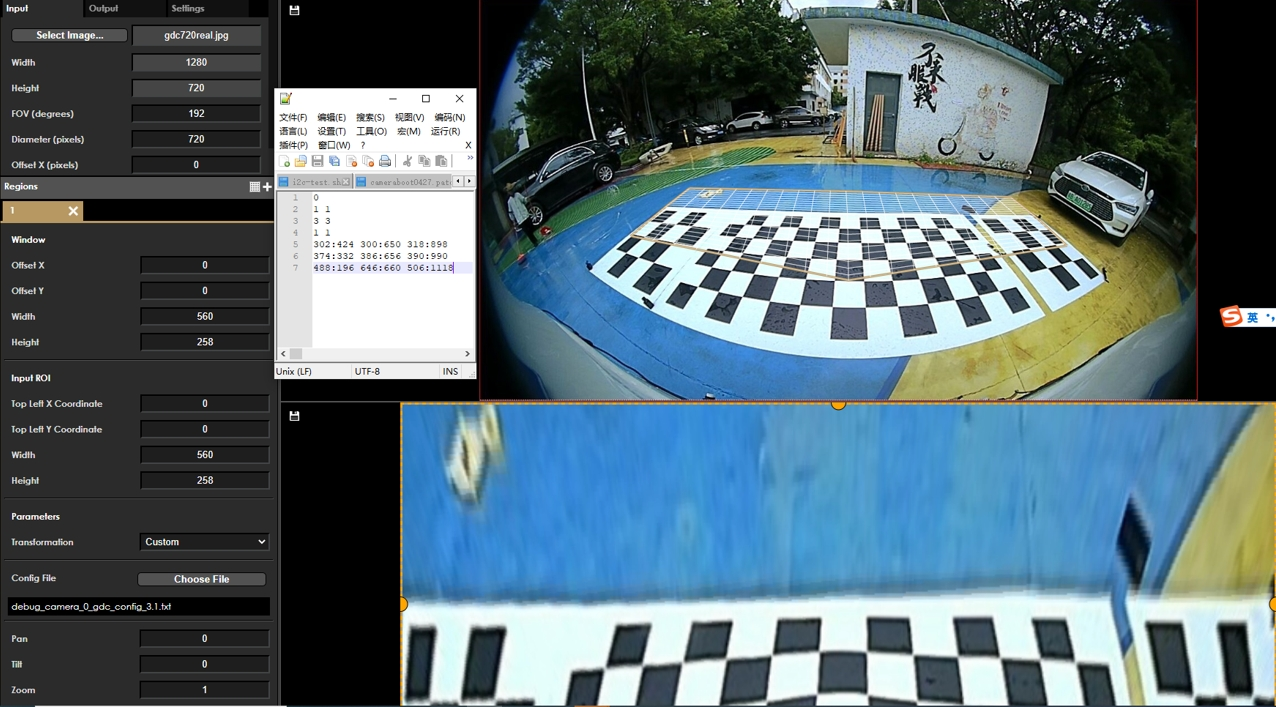 Input Output Settings
Select Image... gdc720real.jpg
Width 1280
Height 720
FOV (degrees) 192
Diameter (pixels) 720
Offset X (pixels) 0
Regions
1
Window
Offset X 0
Offset Y 0
Width 560
Height 258
Input ROI
Top Left X Coordinate 0
Top Left Y Coordinate 0
Width 560
Height 258
Parameters
Transformation Custom
Config File Choose File
debug_camera_0_gdc_config_3.1.txt
Pan 0
Tilt 0
Zoom 1
文件(F) 编辑(E) 搜索(S) 视图(V) 编码(N)
语言(L) 设置(T) 工具(O) 宏(M) 运行(R)
插件(P) 窗口(W) ? X
i2c-test.sh cameraboot0427.pat
1 0
2 1 1
3 3 3
4 1 1
5 302:424 300:650 318:898
6 374:332 386:656 390:990
7 488:196 646:660 506:1118
Unix (LF) UTF-8 INS
不服
来战
英